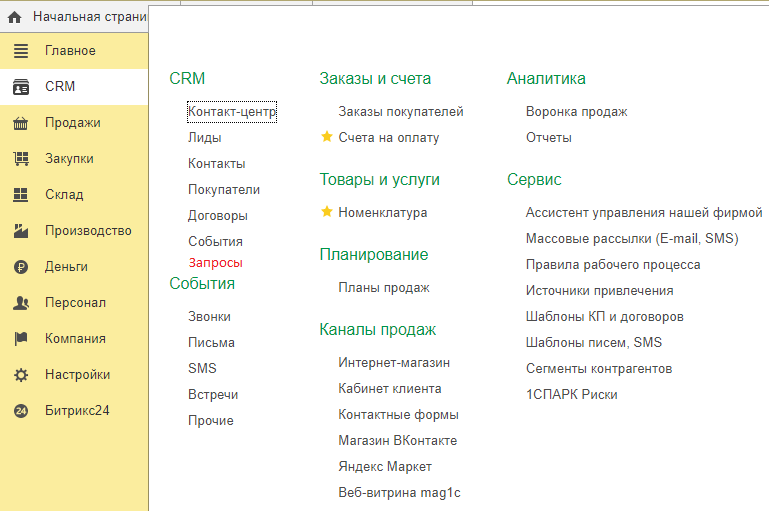 Начальная страни
Главное
CRM
Продажи
Закупки
Склад
Производство
Деньги
Персонал
Компания
Настройки
24
Битрикс24
CRM
Контакт-центр
Лиды
Контакты
Покупатели
Договоры
События
Запросы
События
Звонки
Письма
SMS
Встречи
Прочие
Заказы и счета
Заказы покупателей
Счета на оплату
Товары и услуги
Номенклатура
Планирование
Планы продаж
Каналы продаж
Интернет-магазин
Кабинет клиента
Контактные формы
Магазин ВКонтакте
Яндекс Маркет
Веб-витрина mag1c
Аналитика
Воронка продаж
Отчеты
Сервис
Ассистент управления нашей фирмой
Массовые рассылки (E-mail, SMS)
Правила рабочего процесса
Источники привлечения
Шаблоны КП и договоров
Шаблоны писем, SMS
Сегменты контрагентов
1СПАРК Риски